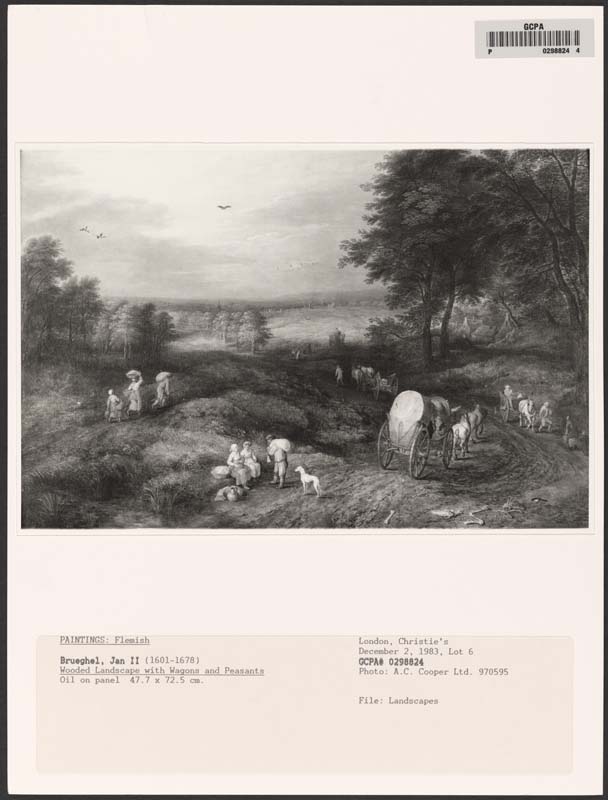 GCPA
P 0298824 4
PAINTINGS: Flemish
Brueghel, Jan II (1601-1678)
Wooded Landscape with Wagons and Peasants
Oil on panel 47.7 x 72.5 cm.
London, Christie's
December 2, 1983, Lot 6
GCPA# 0298824
Photo: A.C. Cooper Ltd. 970595
File: Landscapes